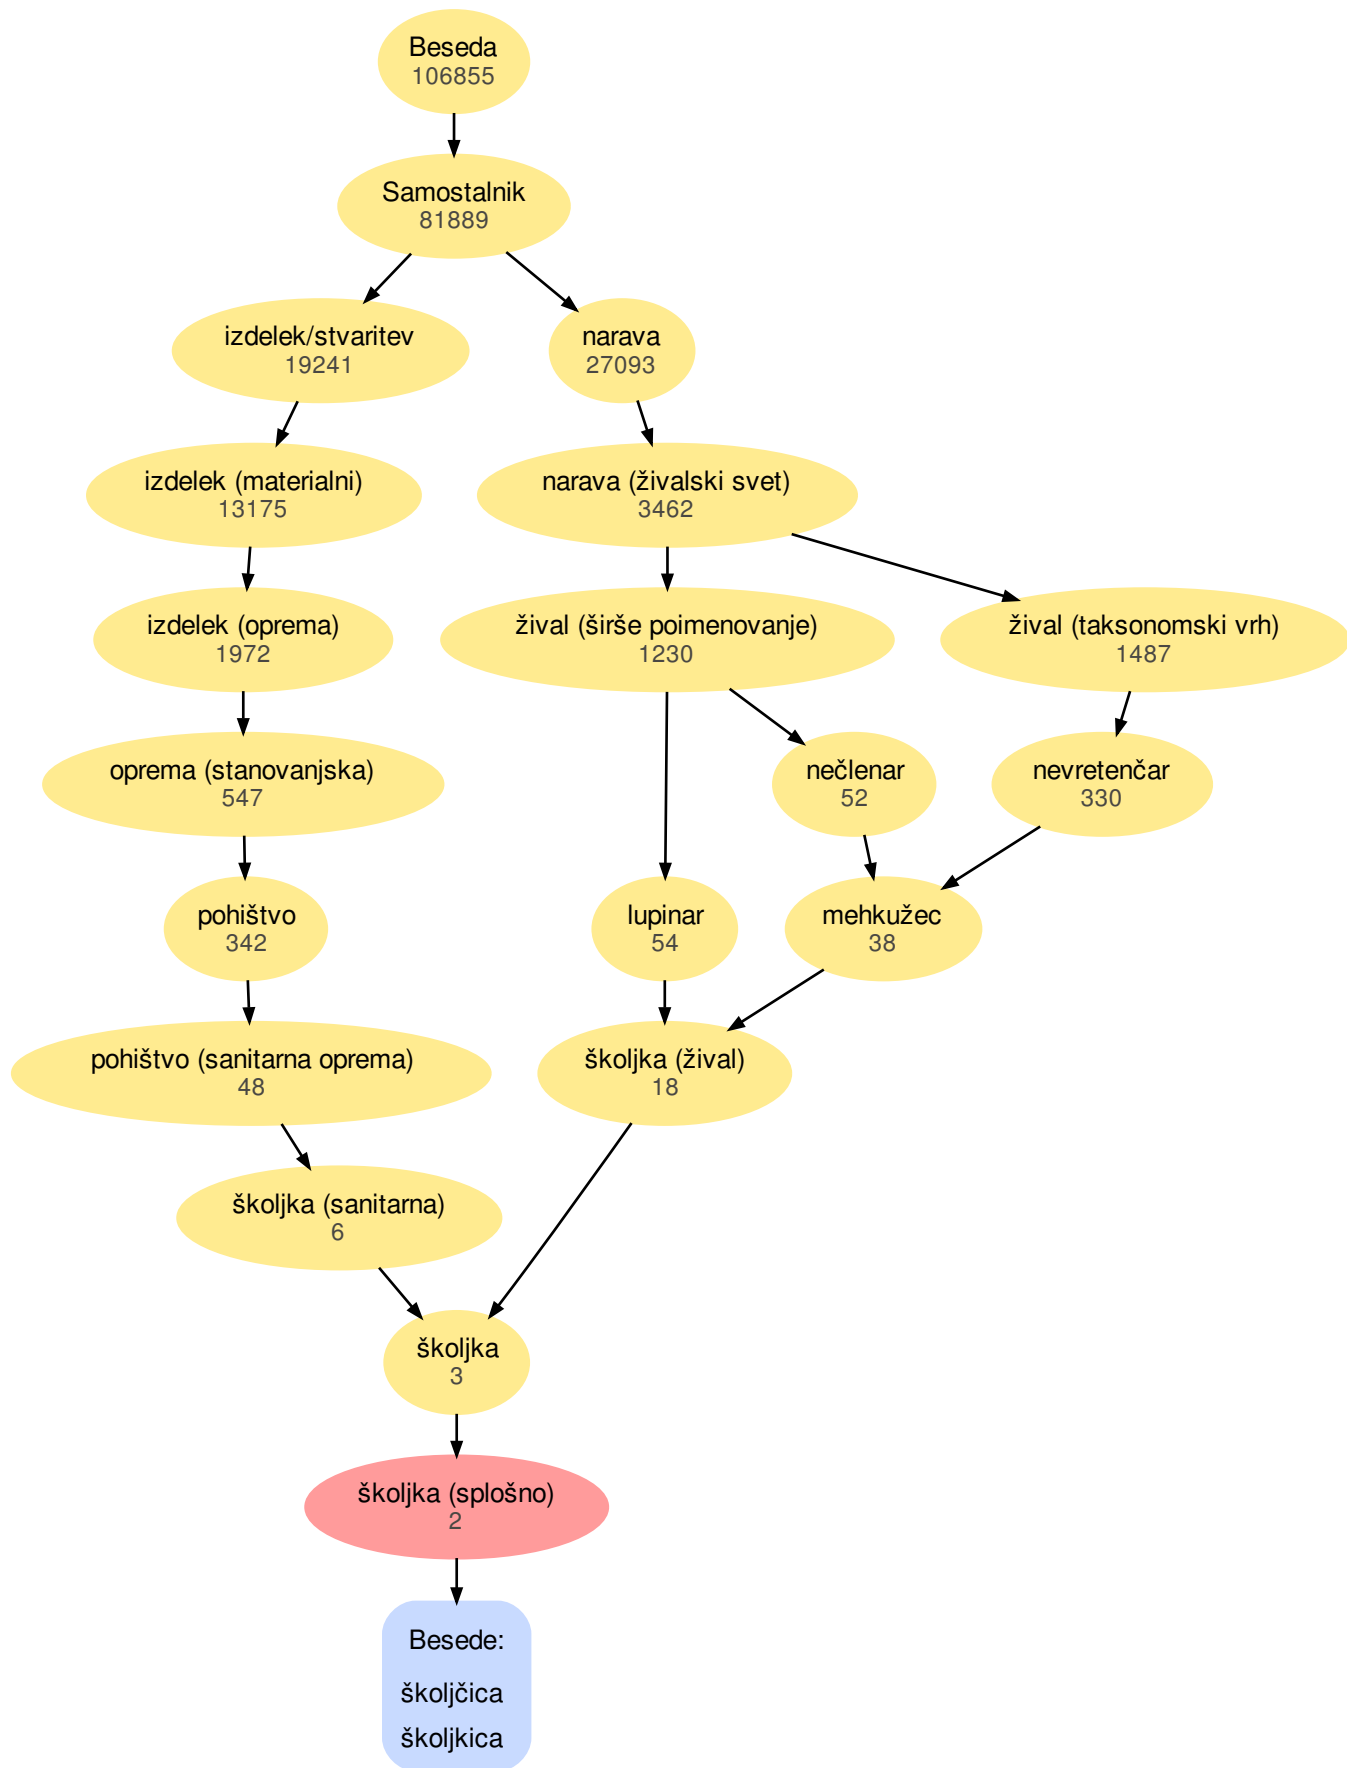 Beseda
106855
Samostalnik
81889
izdelek/stvaritev
19241
narava
27093
izdelek (materialni)
13175
narava (živalski svet)
3462
izdelek (oprema)
1972
žival (širše poimenovanje)
1230
žival (taksonomski vrh)
1487
oprema (stanovanjska)
547
nečlenar
52
nevretenčar
330
pohištvo
342
lupinar
54
mehkužec
38
pohištvo (sanitarna oprema)
48
školjka (žival)
18
školjka (sanitarna)
6
školjka
3
školjka (splošno)
2
Besede:
školjčica
školjkica